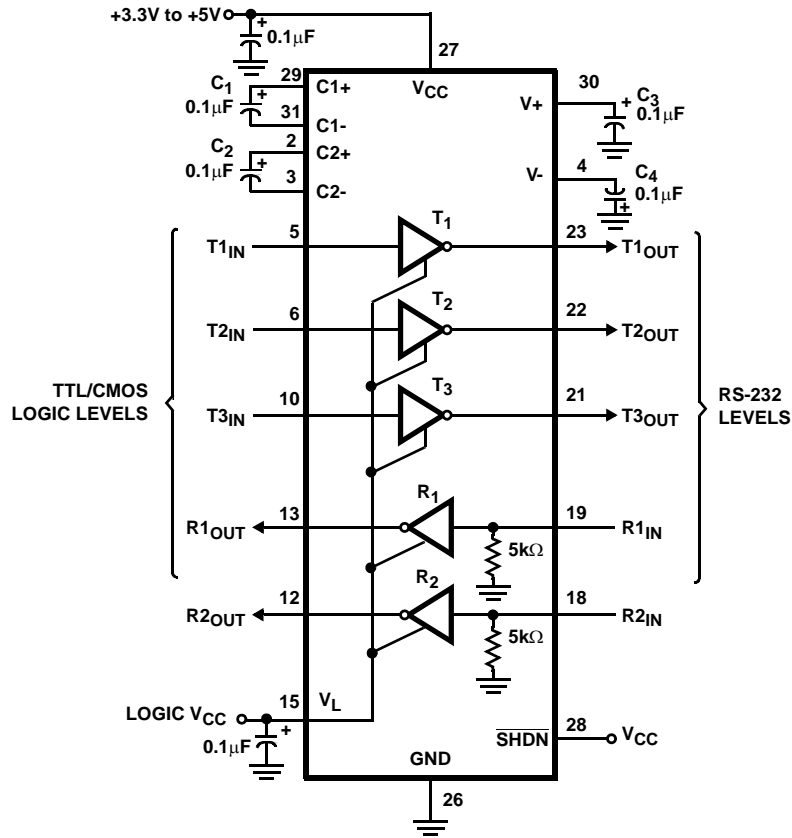 +3.3V to +5V
0.1µF
27
29
C1
0.1µF
31
C1+
C1-
VCC
30
V+
C3
0.1µF
2
C2
0.1µF
3
C2+
C2-
4
V-
C4
0.1µF
T1IN
5
T1
23
T1OUT
T2IN
6
T2
22
T2OUT
TTL/CMOS
LOGIC LEVELS
T3IN
10
T3
21
T3OUT
RS-232
LEVELS
R1OUT
13
R1
19
R1IN
5kΩ
R2OUT
12
R2
18
R2IN
5kΩ
LOGIC VCC
15
VL
0.1µF
SHDN
28
VCC
GND
26